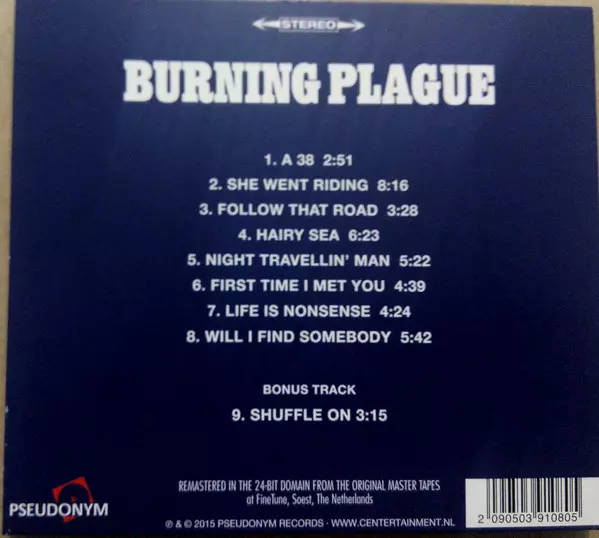 STEREO
BURNING PLAGUE
1. A 38 2:51
2. SHE WENT RIDING 8:16
3. FOLLOW THAT ROAD 3:28
4. HAIRY SEA 6:23
5. NIGHT TRAVELLIN' MAN 5:22
6. FIRST TIME I MET YOU 4:39
7. LIFE IS NONSENSE 4:24
8. WILL I FIND SOMEBODY 5:42
BONUS TRACK
9. SHUFFLE ON 3:15
REMASTERED IN THE 24-BIT DOMAIN FROM THE ORIGINAL MASTER TAPES
at FineTune, Soest, The Netherlands
PSEUDONYM
℗ & © 2015 PSEUDONYM RECORDS · WWW.CENTERTAINMENT.NL
2 090503 910805